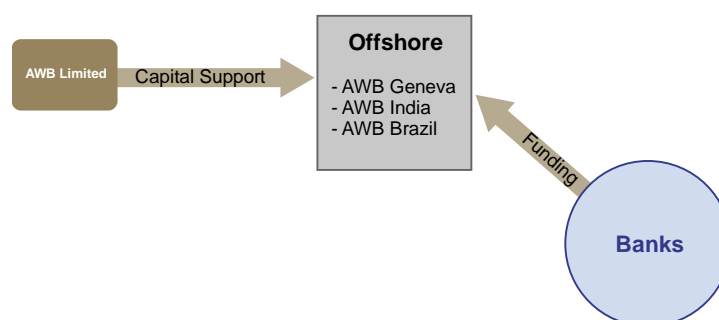 AWB Limited
Capital Support
Offshore
- AWB Geneva
- AWB India
- AWB Brazil
Funding
Banks